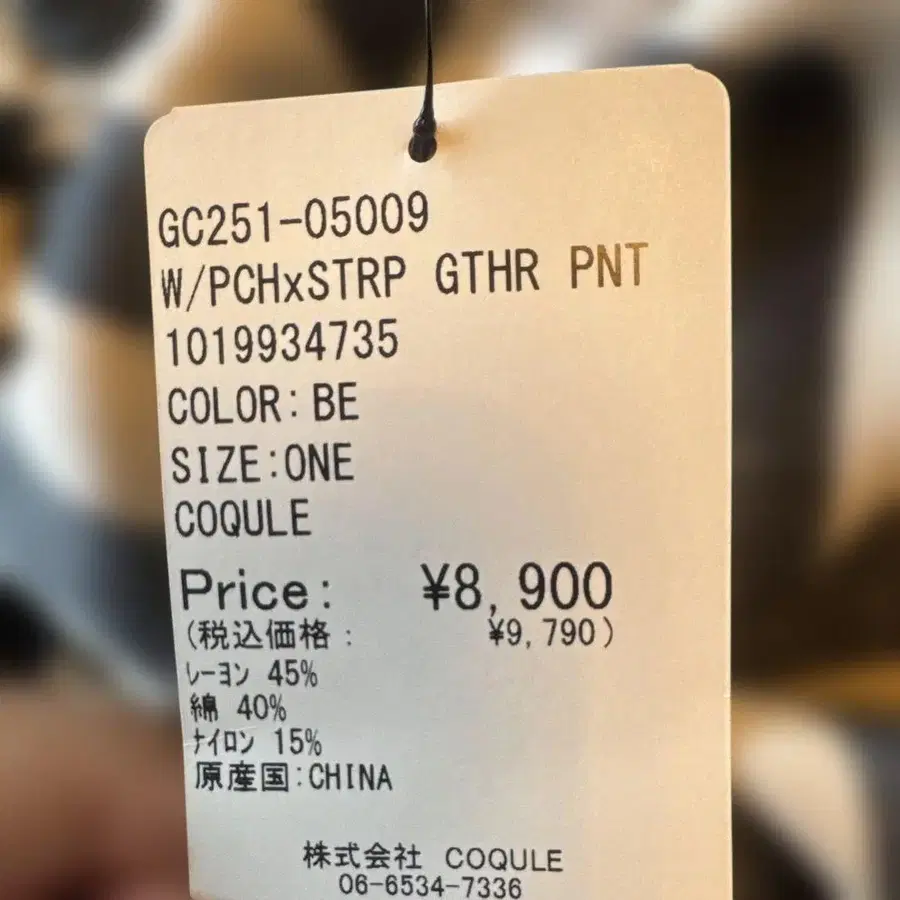 GC251-05009
W/PCHxSTRP GTHR PNT
1019934735
COLOR:BE
SIZE:ONE
COQULE
Price: ¥8,900
(税込価格: ¥9,790)
ﾚｰﾖﾝ 45%
綿 40%
ﾅｲﾛﾝ 15%
原産国:CHINA
株式会社 COQULE
06-6534-7336